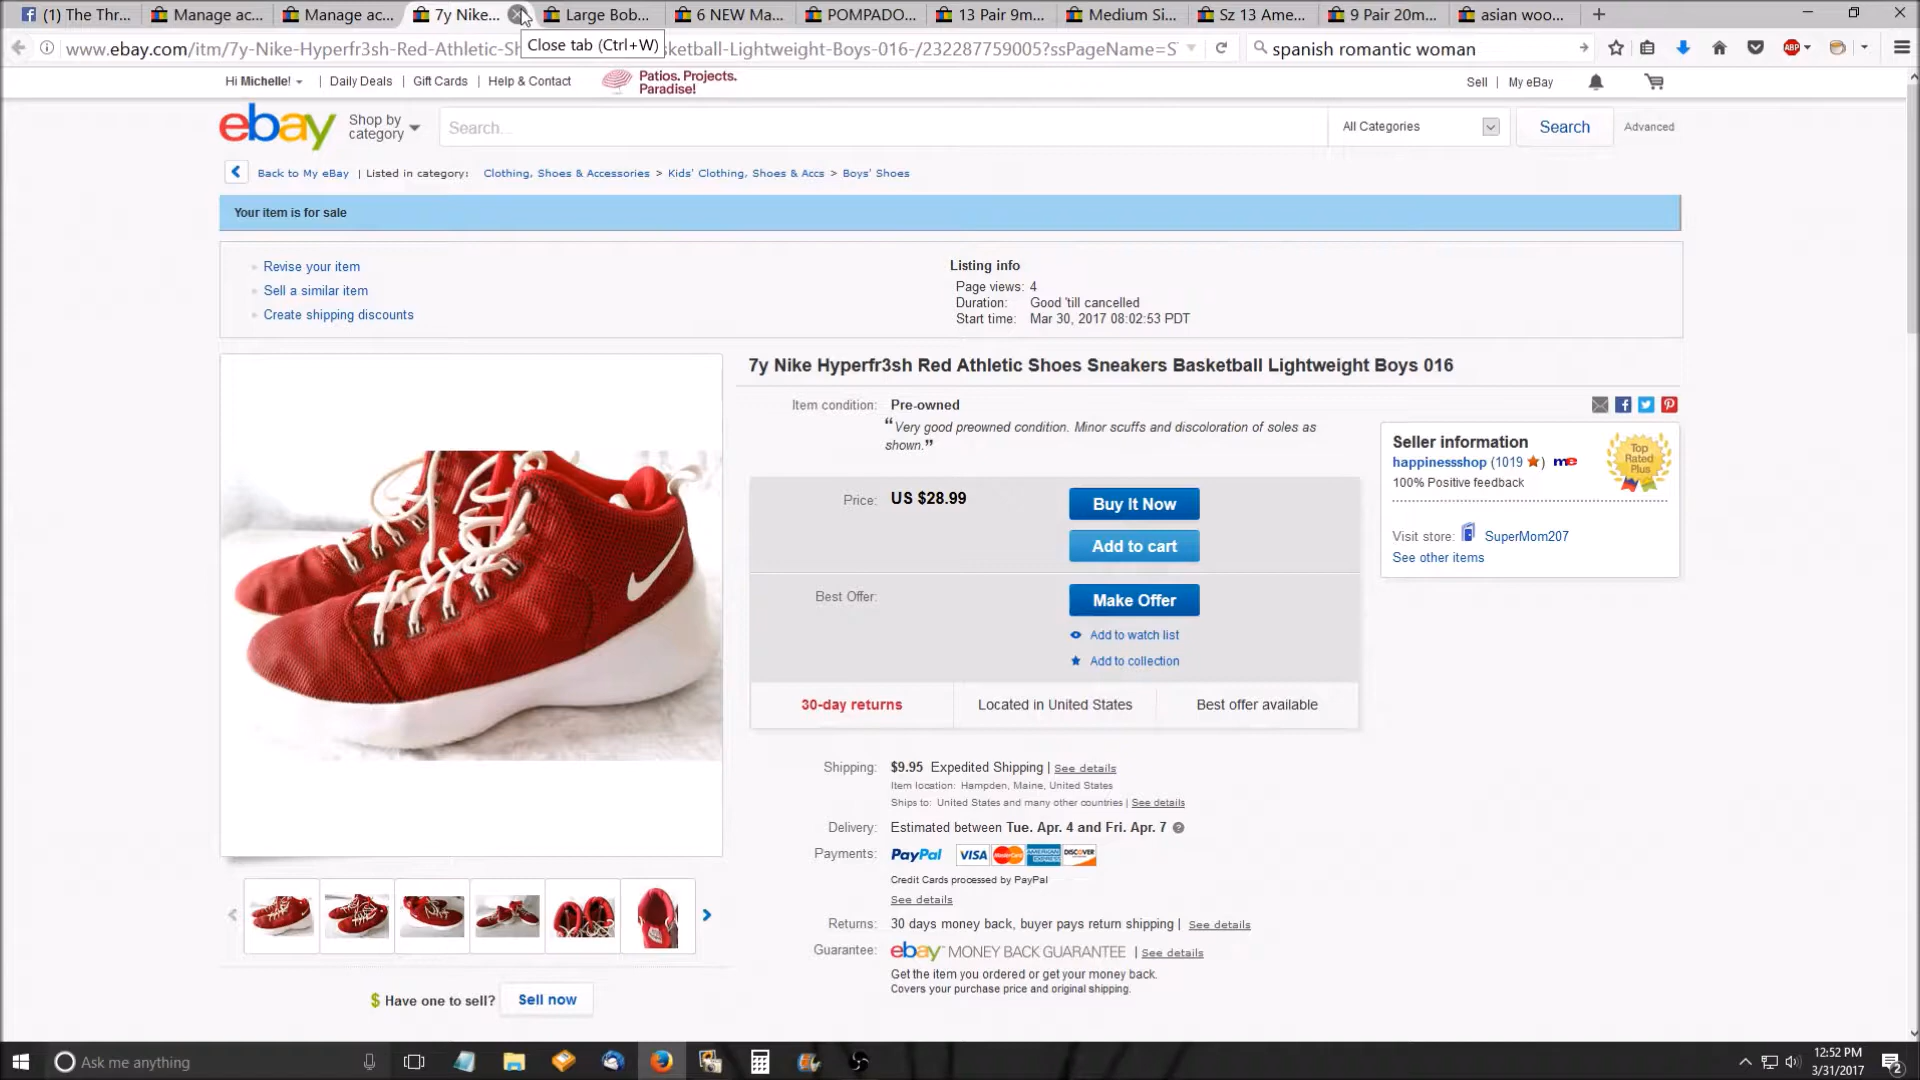 (1) The Thr...
Manage ac...
Manage ac...
7y Nike...
Large Bob...
6 NEW Ma...
POMPADO...
13 Pair 9m...
Medium Si...
Sz 13 Ame...
9 Pair 20m...
asian woo...
www.ebay.com/itm/7y-Nike-Hyperfr3sh-Red-Athletic-Sh
Close tab (Ctrl+W)
sketball-Lightweight-Boys-016-/232287759005?ssPageName=S
spanish romantic woman
ABP
Hi Michelle! | Daily Deals | Gift Cards | Help & Contact
Patios. Projects.
Paradise!
Sell | My eBay
ebay
Shop by
category
Search...
All Categories
Search
Advanced
Back to My eBay | Listed in category: Clothing, Shoes & Accessories > Kids' Clothing, Shoes & Accs > Boys' Shoes
Your item is for sale
Revise your item
Sell a similar item
Create shipping discounts
Listing info
Page views: 4
Duration: Good 'till cancelled
Start time: Mar 30, 2017 08:02:53 PDT
7y Nike Hyperfr3sh Red Athletic Shoes Sneakers Basketball Lightweight Boys 016
Item condition: Pre-owned
“Very good preowned condition. Minor scuffs and discoloration of soles as
shown.”
Price: US $28.99
Buy It Now
Add to cart
Best Offer:
Make Offer
Add to watch list
Add to collection
30-day returns
Located in United States
Best offer available
Shipping: $9.95 Expedited Shipping | See details
Item location: Hampden, Maine, United States
Ships to: United States and many other countries | See details
Delivery: Estimated between Tue. Apr. 4 and Fri. Apr. 7
Payments: PayPal VISA MasterCard AMERICAN EXPRESS DISCOVER
Credit Cards processed by PayPal
See details
Returns: 30 days money back, buyer pays return shipping | See details
Guarantee: ebay MONEY BACK GUARANTEE | See details
Get the item you ordered or get your money back.
Covers your purchase price and original shipping.
Seller information
happinessshop (1019 ) me
100% Positive feedback
Top
Rated
Plus
Visit store: SuperMom207
See other items
$ Have one to sell? Sell now
Ask me anything
12:52 PM
3/31/2017
2